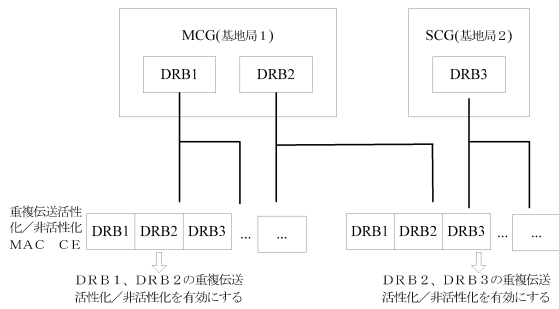 MCG(基地局1)
SCG(基地局2)
DRB1
DRB2
DRB3
重複伝送活性
化/非活性化
MAC CE
DRB1 DRB2 DRB3 ... ...
DRB1 DRB2 DRB3 ... ...
DRB1、DRB2の重複伝送
活性化/非活性化を有効にする
DRB2、DRB3の重複伝送
活性化/非活性化を有効にする